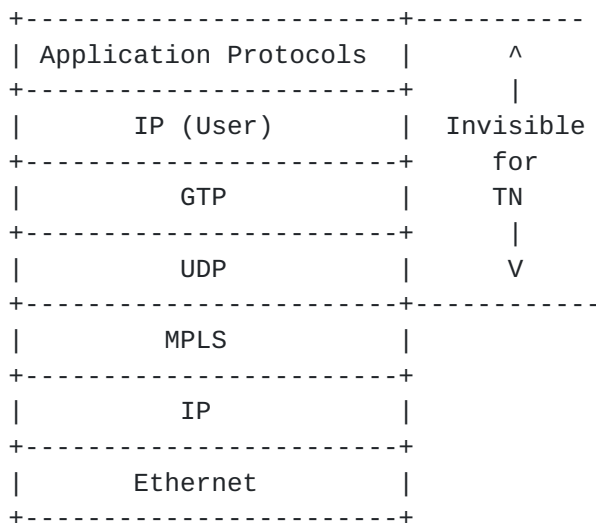 Application Protocols ^
|
IP (User) Invisible
for
GTP TN
|
UDP V
MPLS
IP
Ethernet